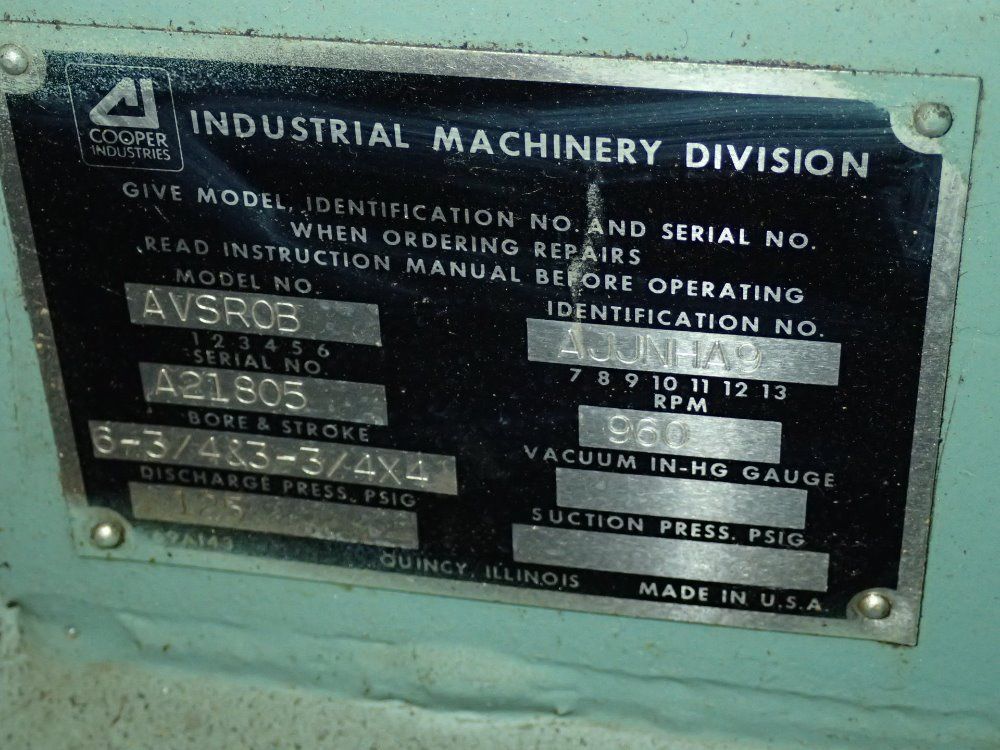 COOPER
INDUSTRIES
INDUSTRIAL MACHINERY DIVISION
GIVE MODEL, IDENTIFICATION NO. AND SERIAL NO.
WHEN ORDERING REPAIRS
READ INSTRUCTION MANUAL BEFORE OPERATING
MODEL NO.
AVSROB
1 2 3 4 5 6
IDENTIFICATION NO.
AJJNHA9
7 8 9 10 11 12 13
SERIAL NO.
A21805
RPM
960
BORE & STROKE
6-3/4&3-3/4X4
VACUUM IN-HG GAUGE
DISCHARGE PRESS. PSIG
125
SUCTION PRESS. PSIG
QUINCY, ILLINOIS
MADE IN U.S.A.